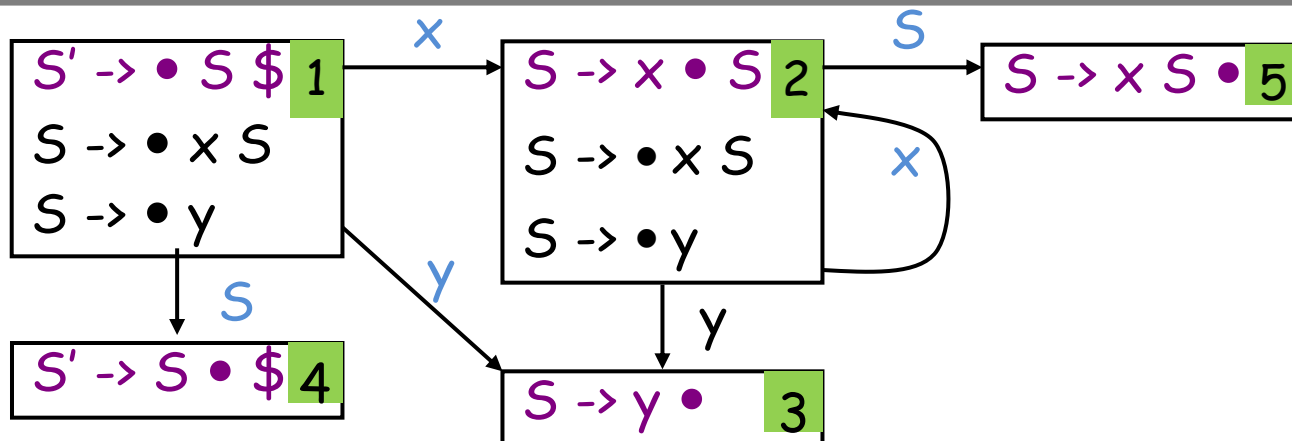 x
S
S' -> • S $ 1
S -> • x S
S -> • y
S -> x • S 2
S -> • x S
S -> • y
S -> x S • 5
x
S
y
y
S' -> S • $ 4
S -> y • 3